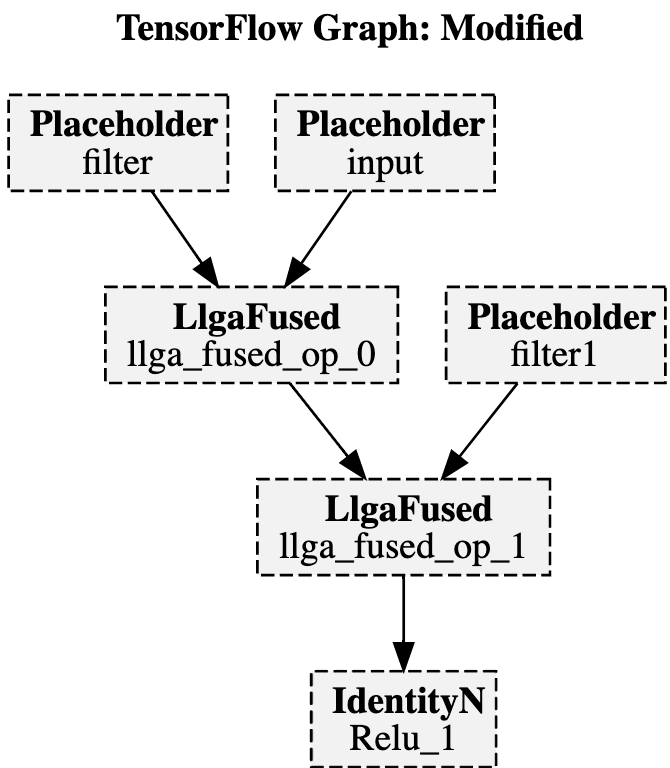 TensorFlow Graph: Modified
Placeholder
filter
Placeholder
input
LlgaFused
llga_fused_op_0
Placeholder
filter1
LlgaFused
llga_fused_op_1
IdentityN
Relu_1